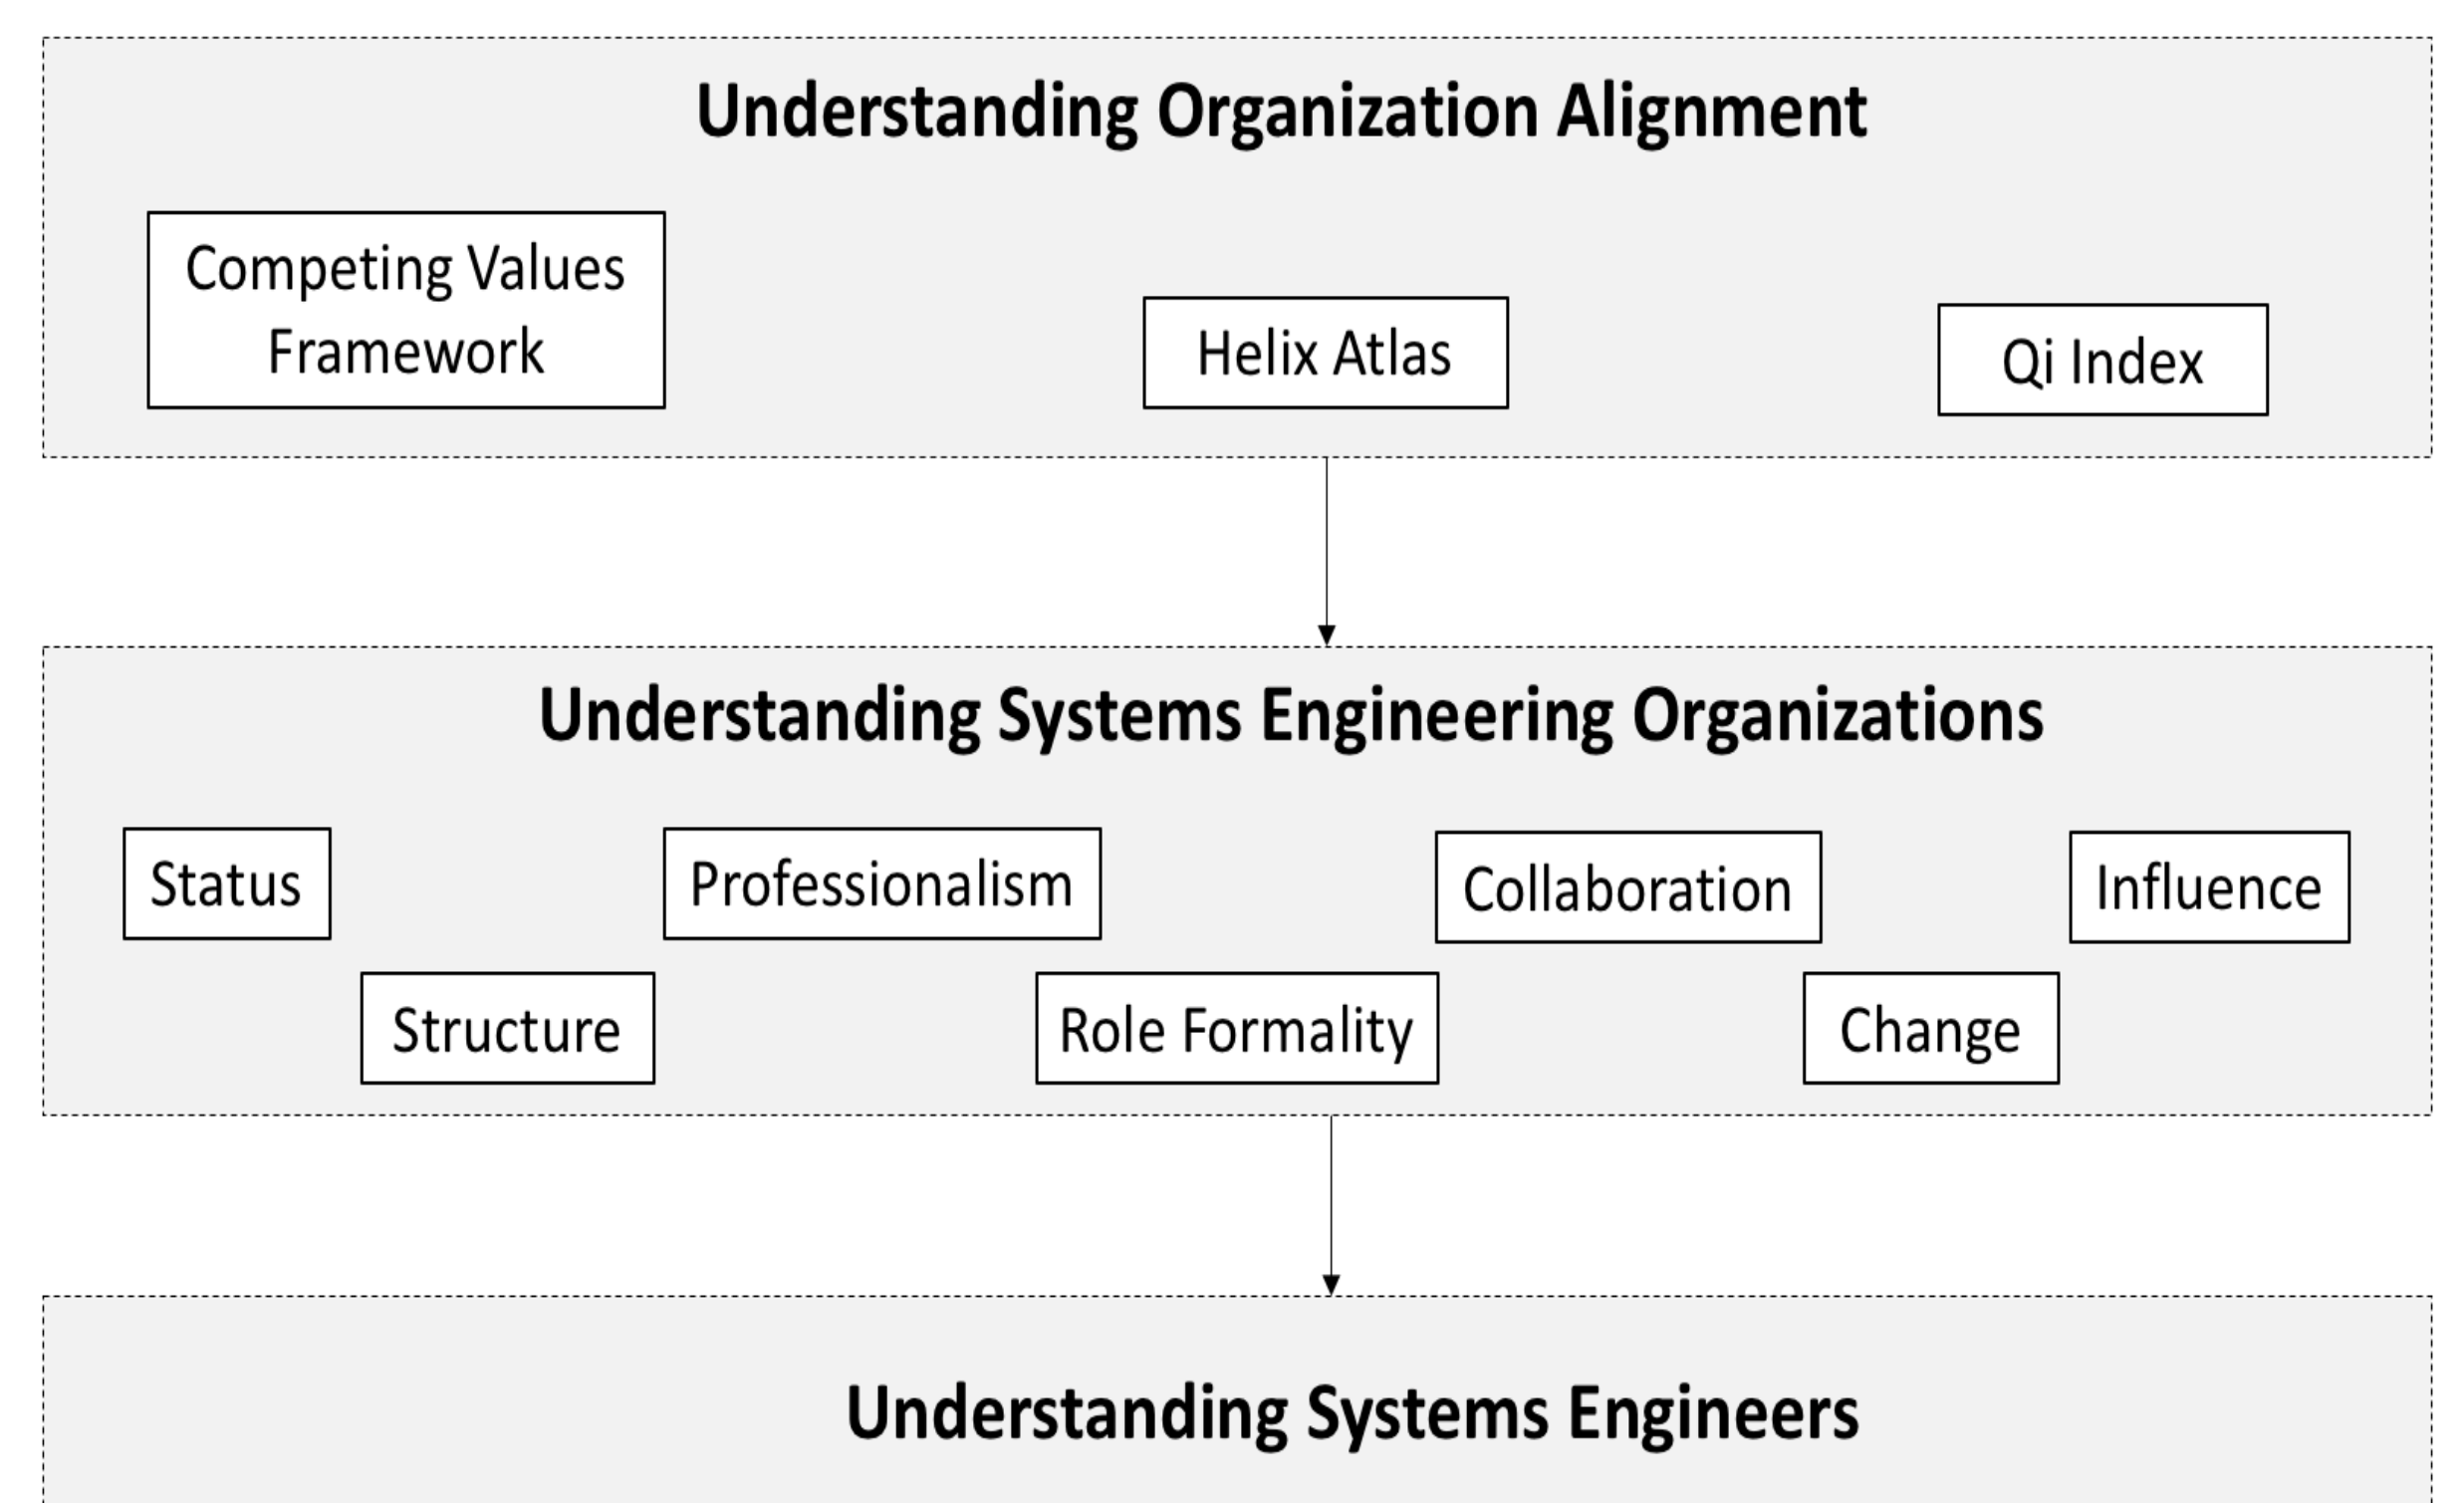 Understanding Organization Alignment
Competing Values
Framework
Helix Atlas
Qi Index
Understanding Systems Engineering Organizations
Status
Professionalism
Collaboration
Influence
Structure
Role Formality
Change
Understanding Systems Engineers